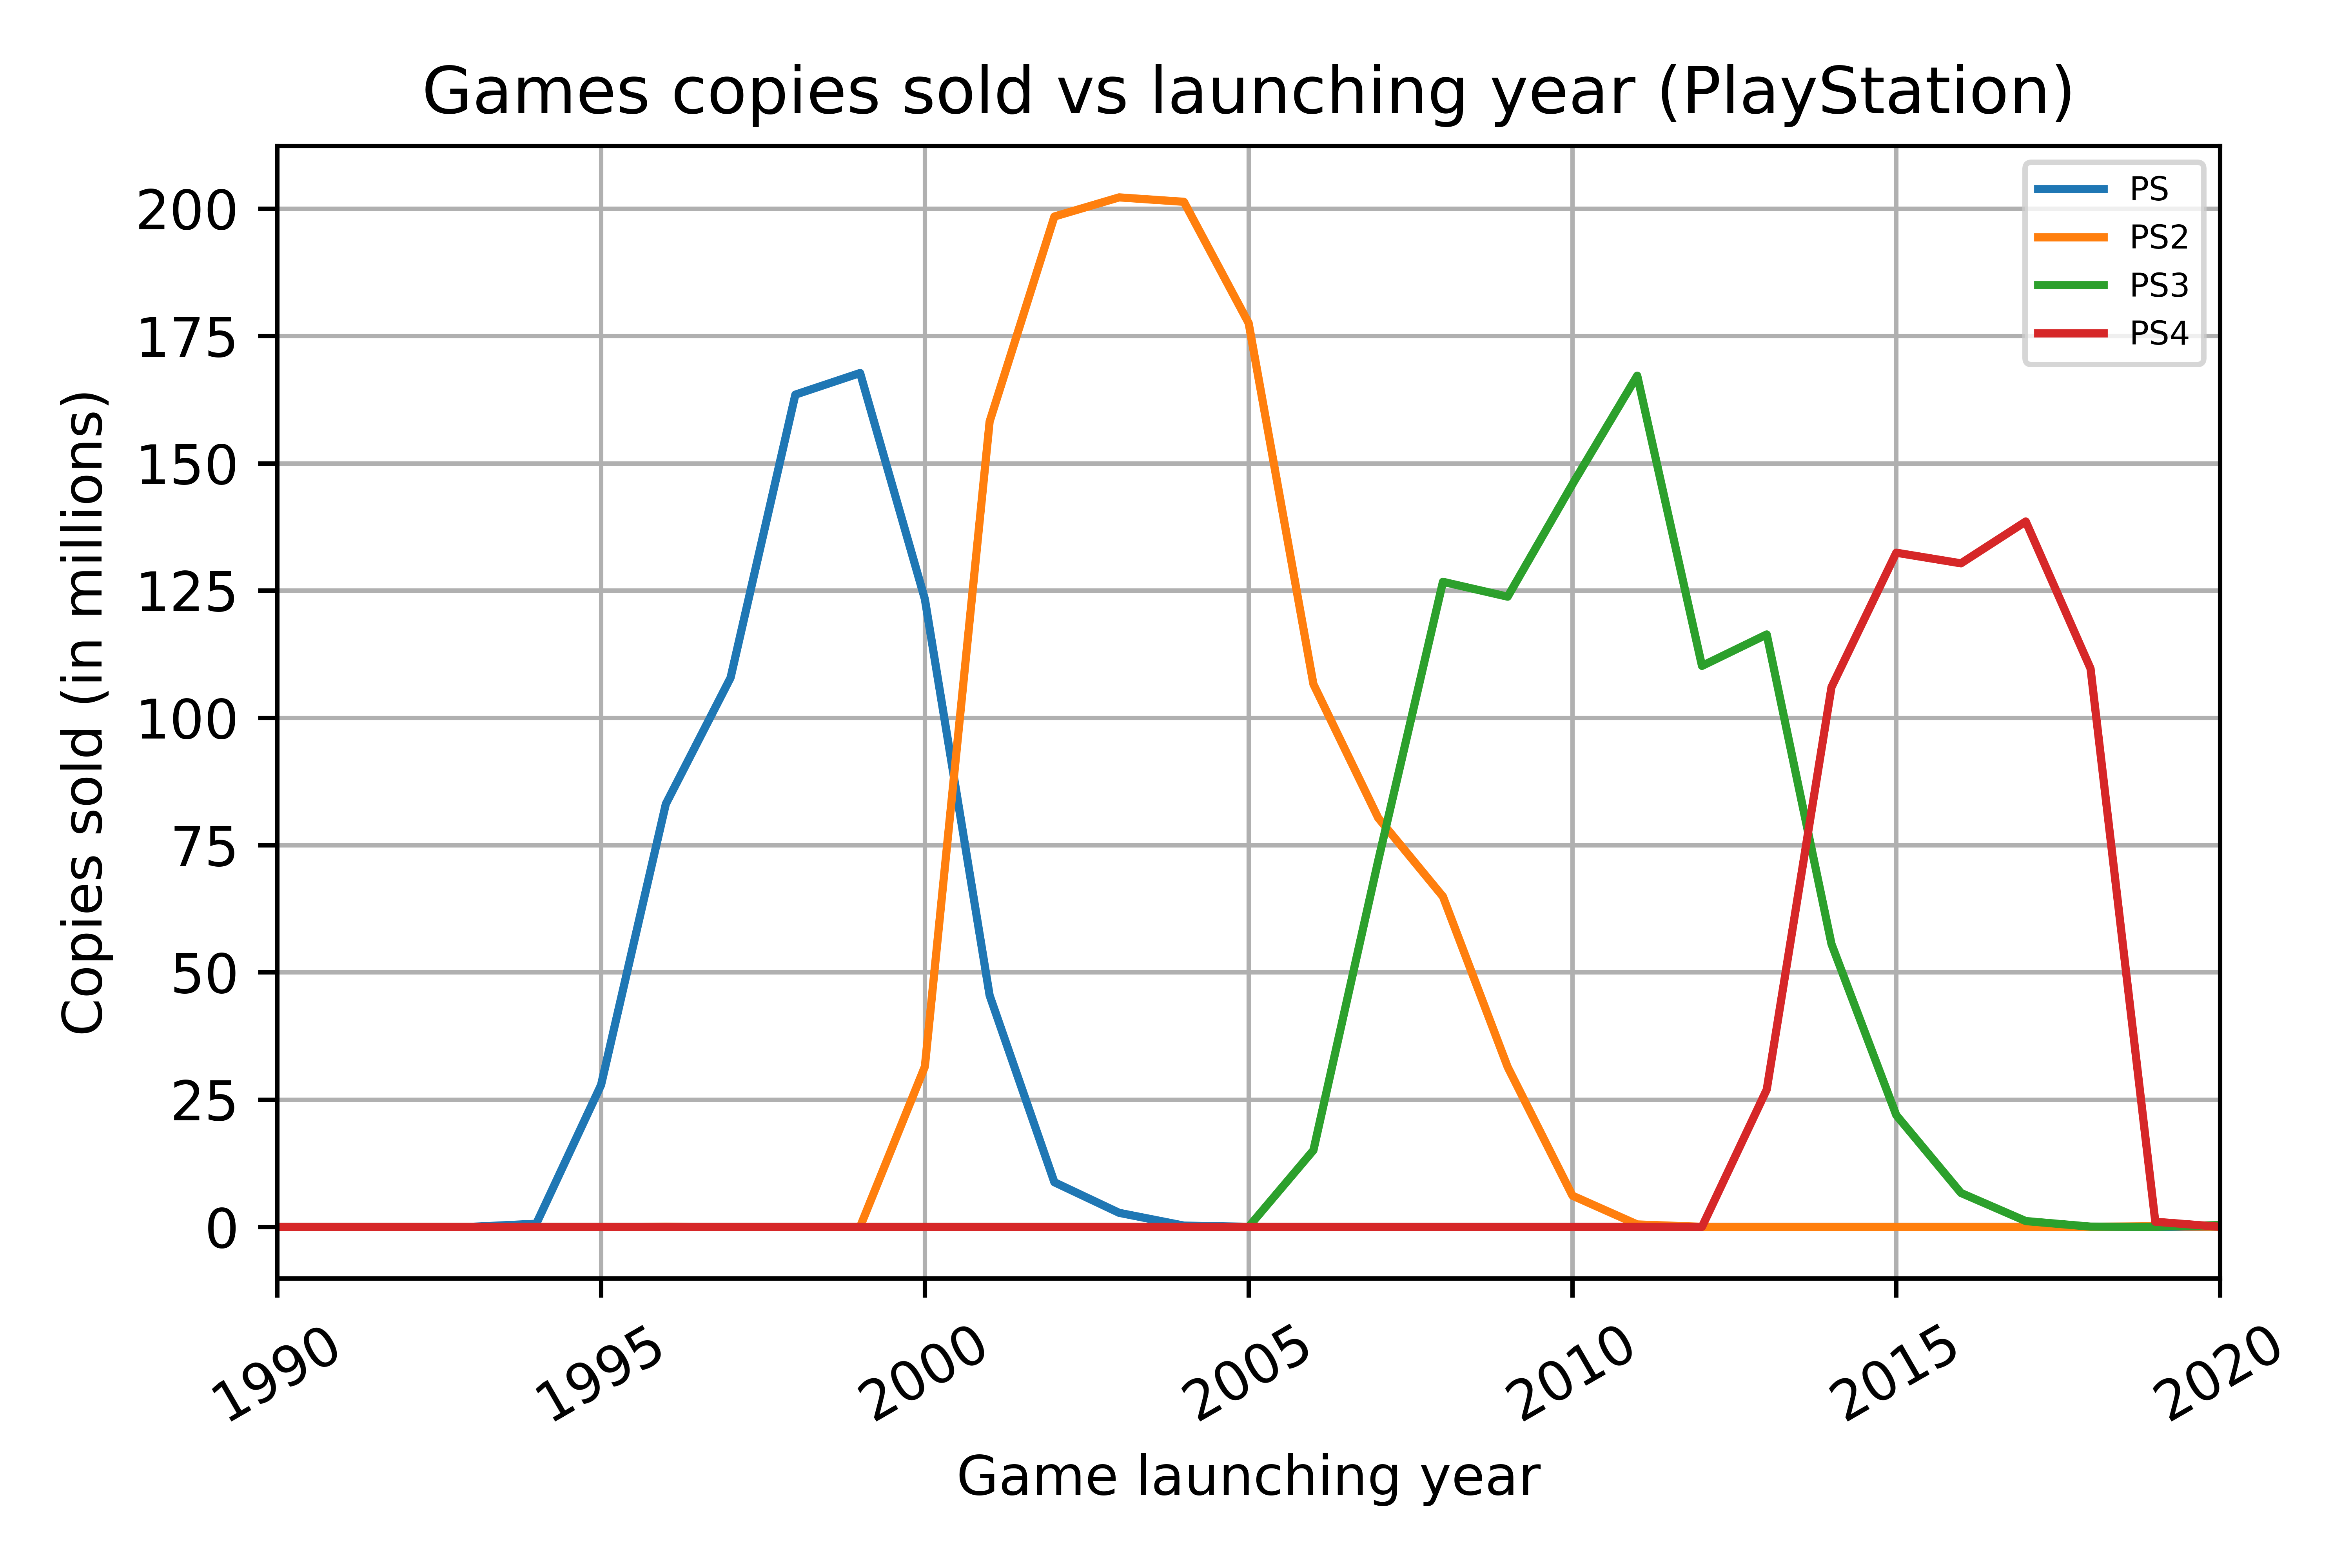 Games copies sold vs launching year (PlayStation)
PS
PS2
PS3
PS4
Copies sold (in millions)
200
175
150
125
100
75
50
25
0
1990
1995
2000
2005
2010
2015
2020
Game launching year